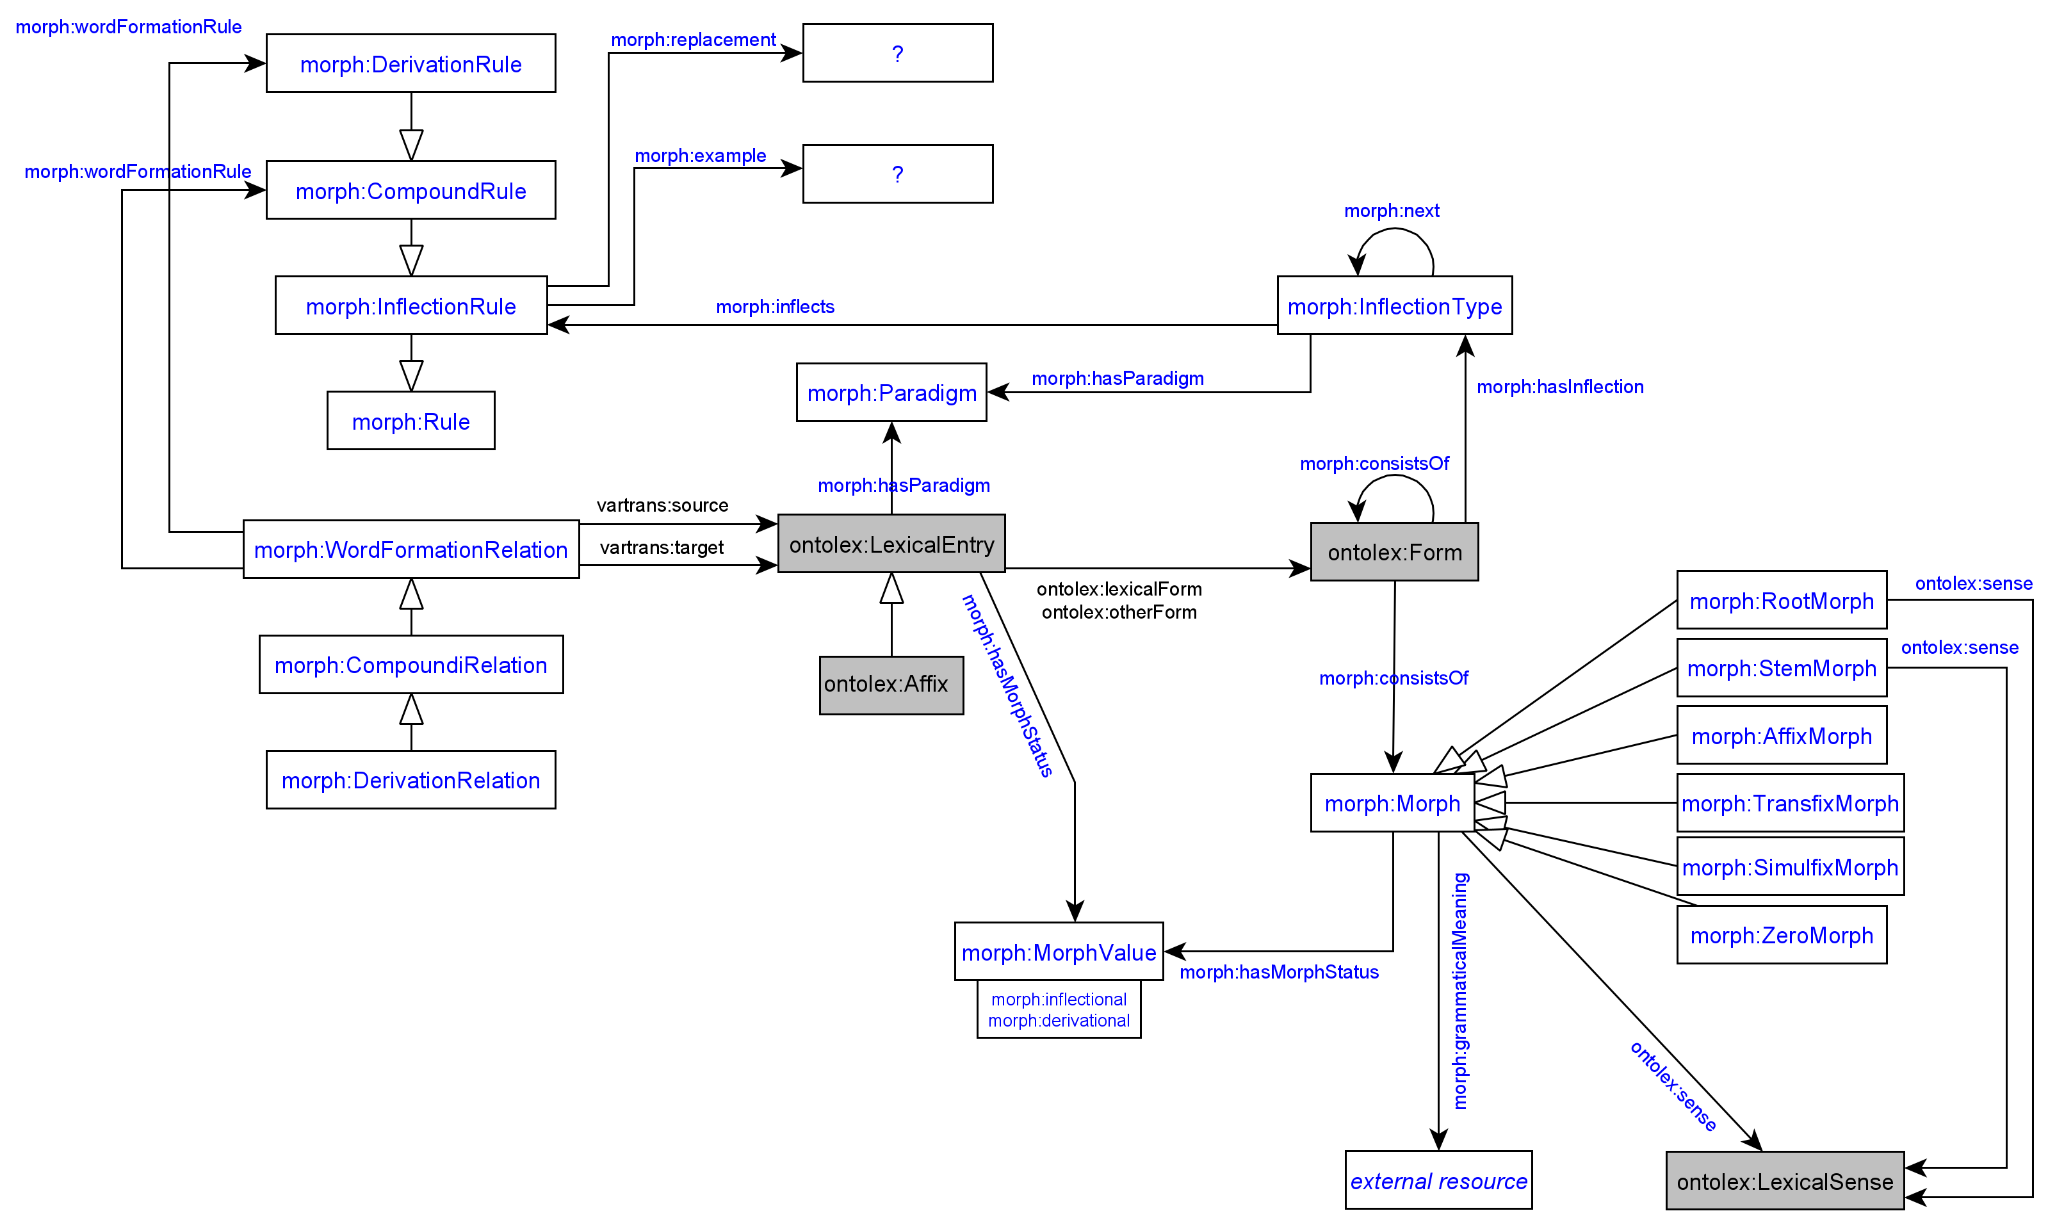 morph:wordFormationRule
morph:DerivationRule
morph:replacement
?
morph:wordFormationRule
morph:CompoundRule
morph:example
?
morph:next
morph:InflectionRule
morph:inflects
morph:InflectionType
morph:Rule
morph:Paradigm
morph:hasParadigm
morph:hasInflection
morph:hasParadigm
morph:consistsOf
vartrans:source
morph:WordFormationRelation
vartrans:target
ontolex:LexicalEntry
ontolex:Form
ontolex:lexicalForm
ontolex:otherForm
morph:RootMorph
ontolex:sense
morph:CompoundiRelation
ontolex:Affix
morph:hasMorphStatus
morph:consistsOf
morph:StemMorph
ontolex:sense
morph:AffixMorph
morph:DerivationRelation
morph:Morph
morph:TransfixMorph
morph:SimulfixMorph
morph:ZeroMorph
morph:MorphValue
morph:hasMorphStatus
morph:inflectional
morph:derivational
morph:grammaticalMeaning
ontolex:sense
external resource
ontolex:LexicalSense